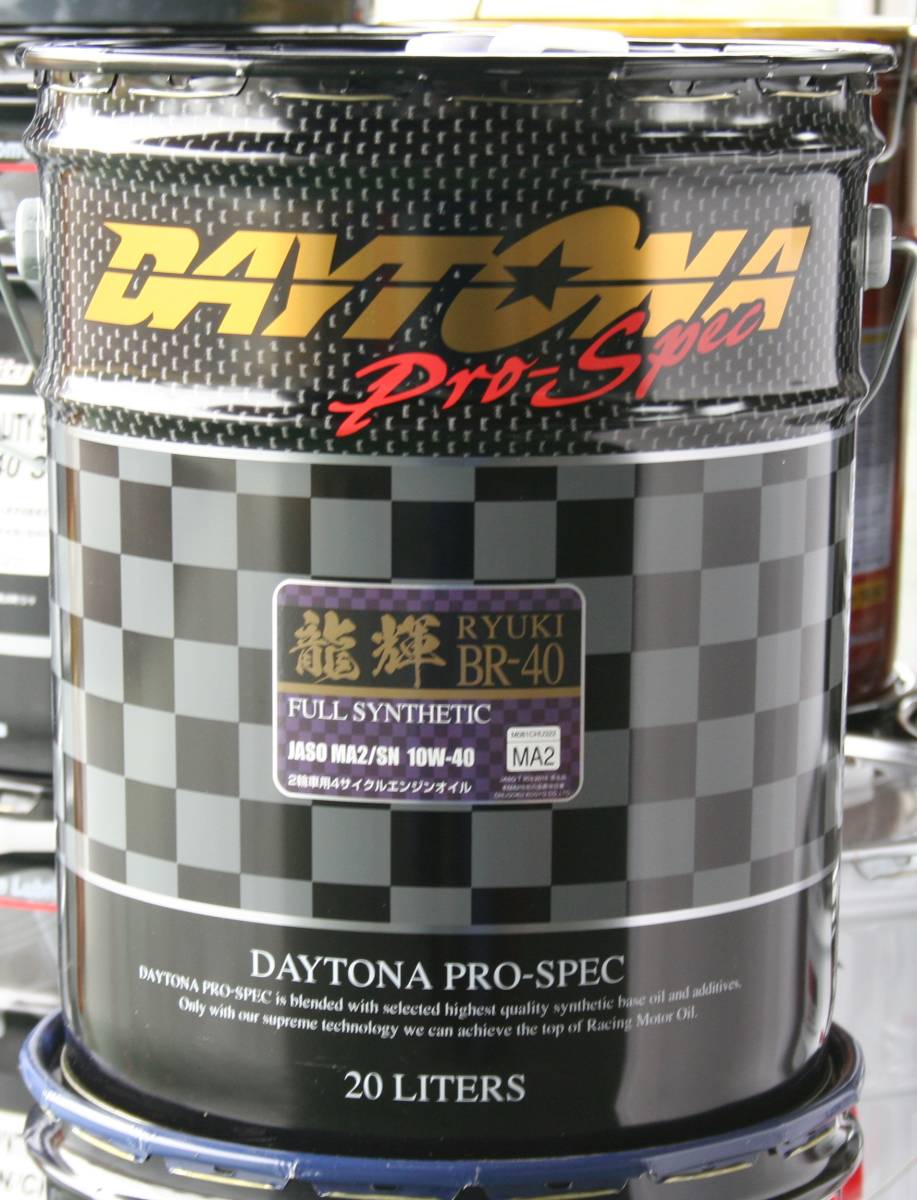 DAYTONA
Pro-Spec
龍輝 RYUKI
BR-40
FULL SYNTHETIC
JASO MA2/SN 10W-40
MA2
2輪車用4サイクルエンジンオイル
DAYTONA PRO-SPEC
DAYTONA PRO-SPEC is blended with selected highest quality synthetic base oil and additives.
Only with our supreme technology we can achieve the top of Racing Motor Oil.
20 LITERS